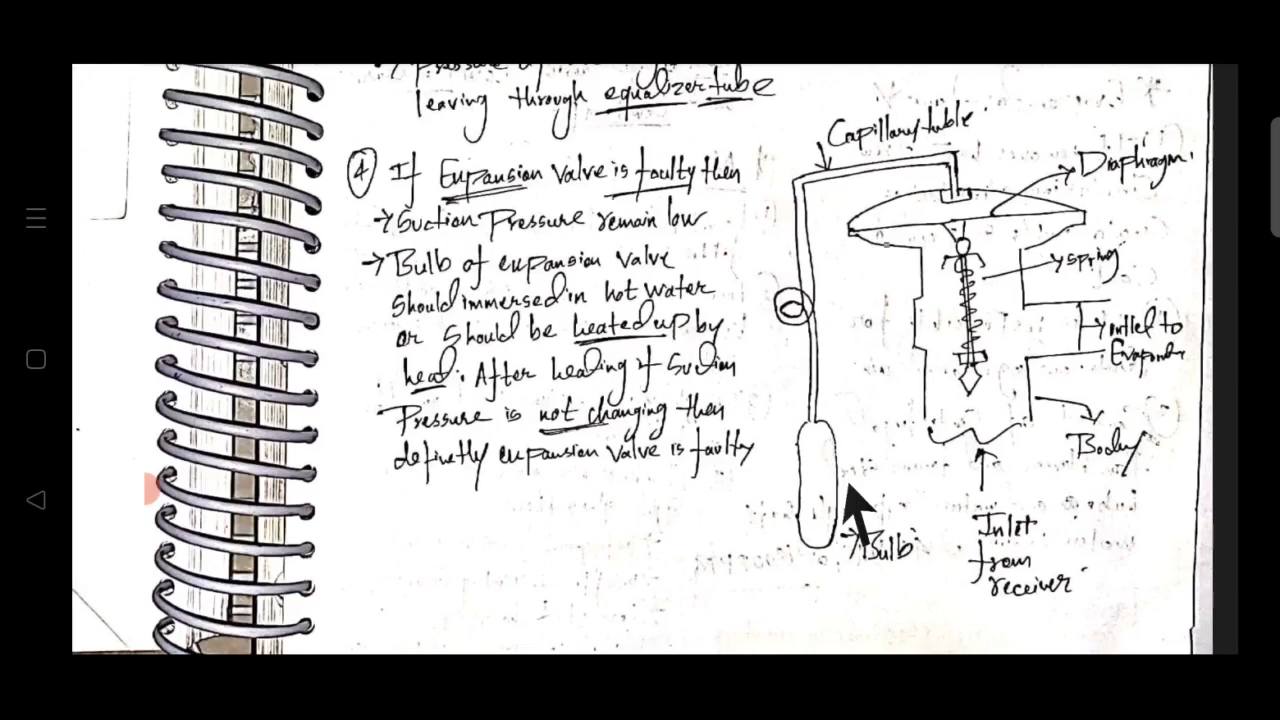 leaving through equalizer tube
④ If Expansion valve is faulty then
→ Suction Pressure remain low
→ Bulb of expansion valve
should immersed in hot water
or should be heated up by
heat. After heating if Suction
Pressure is not changing then
definetly expansion valve is faulty
Capillary tube
Diaphragm.
spring
outlet to
Evaporator
Body
Bulb
Inlet
from
receiver